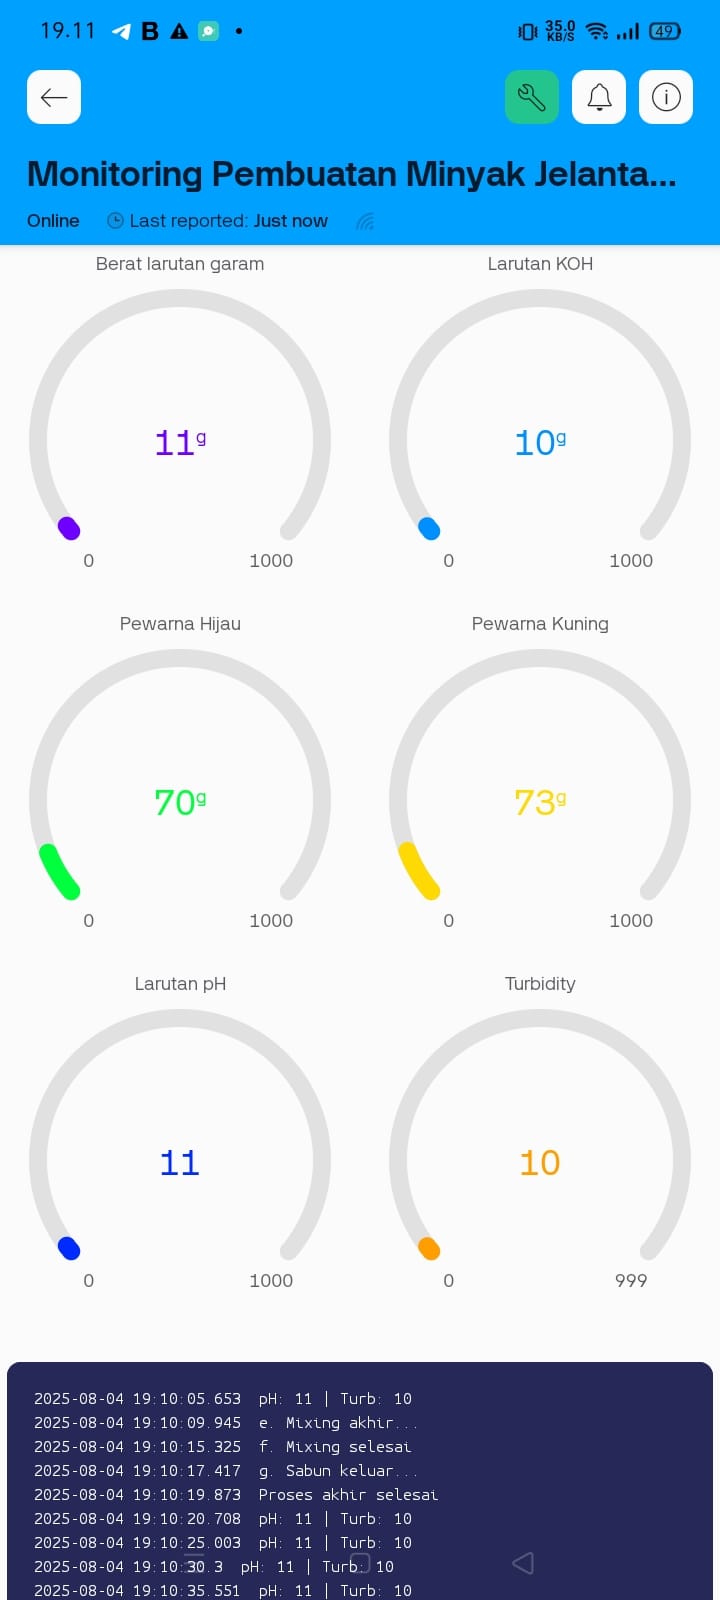 19.11 B 35.0 KB/S 49
Monitoring Pembuatan Minyak Jelanta...
Online Last reported: Just now
Berat larutan garam Larutan KOH
11g 10g
0 1000 0 1000
Pewarna Hijau Pewarna Kuning
70g 73g
0 1000 0 1000
Larutan pH Turbidity
11 10
0 1000 0 999
2025-08-04 19:10:05.653 pH: 11 | Turb: 10
2025-08-04 19:10:09.945 e. Mixing akhir...
2025-08-04 19:10:15.325 f. Mixing selesai
2025-08-04 19:10:17.417 g. Sabun keluar...
2025-08-04 19:10:19.873 Proses akhir selesai
2025-08-04 19:10:20.708 pH: 11 | Turb: 10
2025-08-04 19:10:25.003 pH: 11 | Turb: 10
2025-08-04 19:10:30.3 pH: 11 | Turb: 10
2025-08-04 19:10:35.551 pH: 11 | Turb: 10